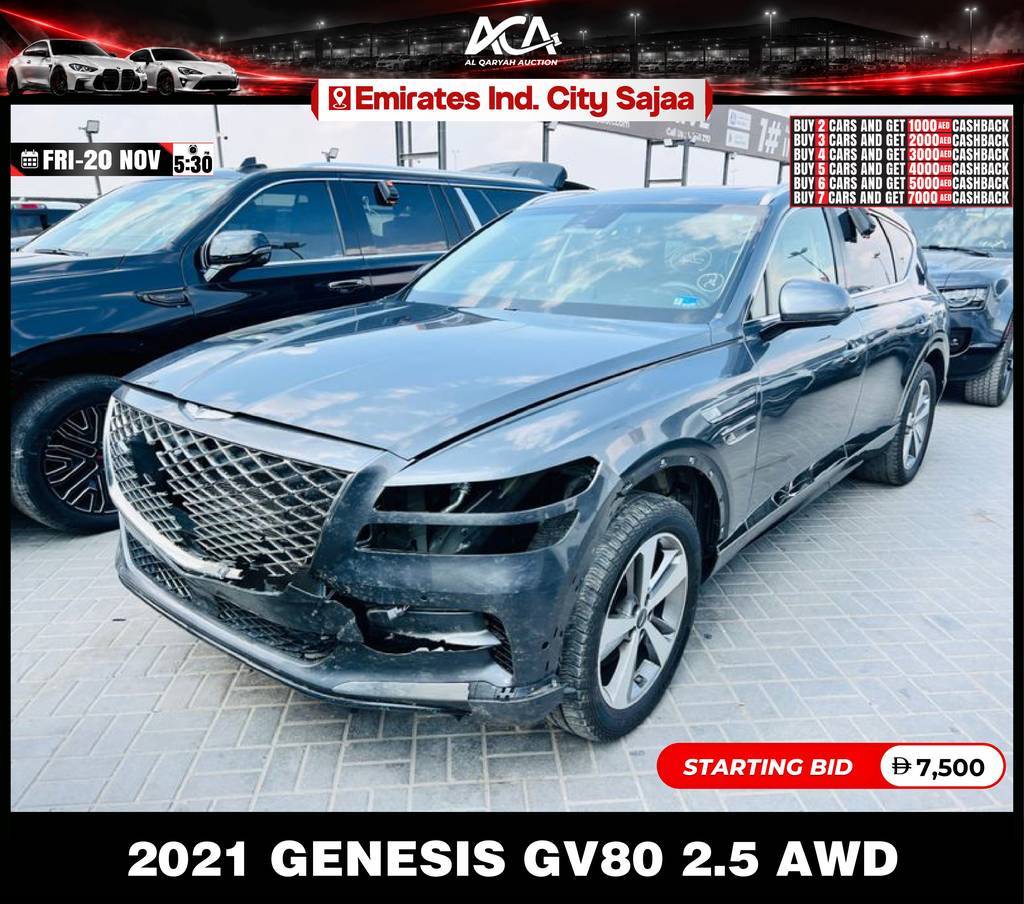 ACA
AL QARYAH AUCTION
Emirates Ind. City Sajaa
FRI-20 NOV 5:30
BUY 2 CARS AND GET 1000 AED CASHBACK
BUY 3 CARS AND GET 2000 AED CASHBACK
BUY 4 CARS AND GET 3000 AED CASHBACK
BUY 5 CARS AND GET 4000 AED CASHBACK
BUY 6 CARS AND GET 5000 AED CASHBACK
BUY 7 CARS AND GET 7000 AED CASHBACK
1#
STARTING BID 7,500
2021 GENESIS GV80 2.5 AWD